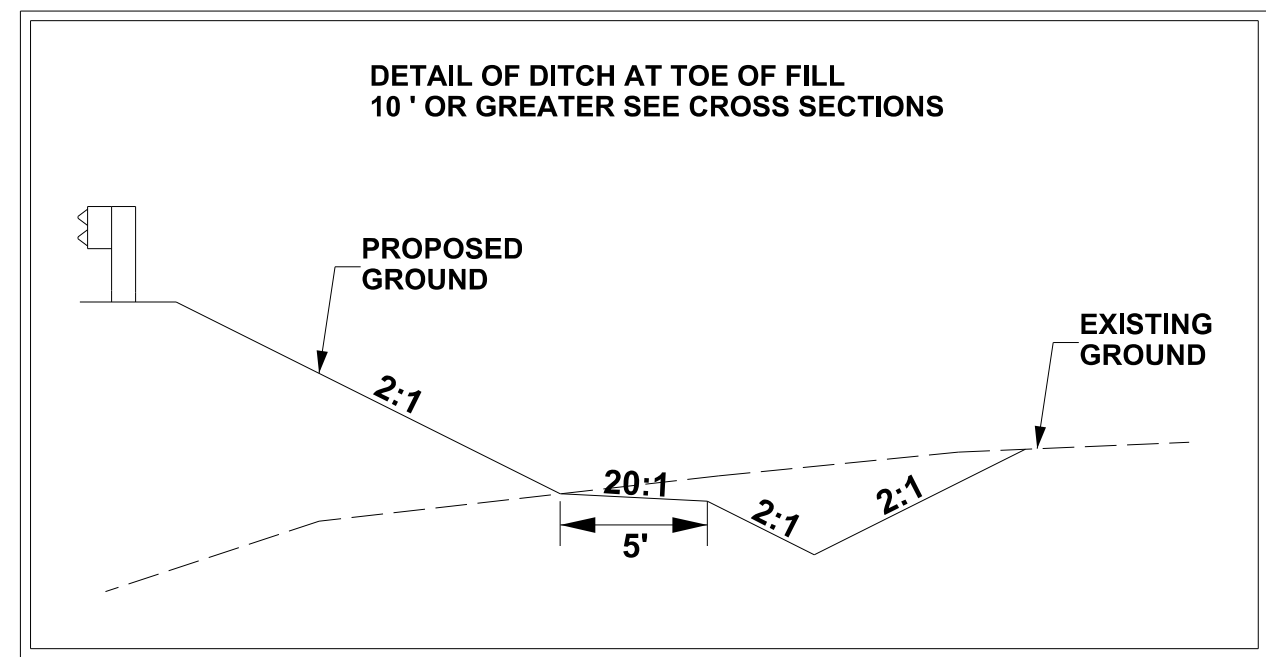 DETAIL OF DITCH AT TOE OF FILL
10 ' OR GREATER SEE CROSS SECTIONS
PROPOSED
GROUND
EXISTING
GROUND
2:1
20:1
2:1
2:1
5'